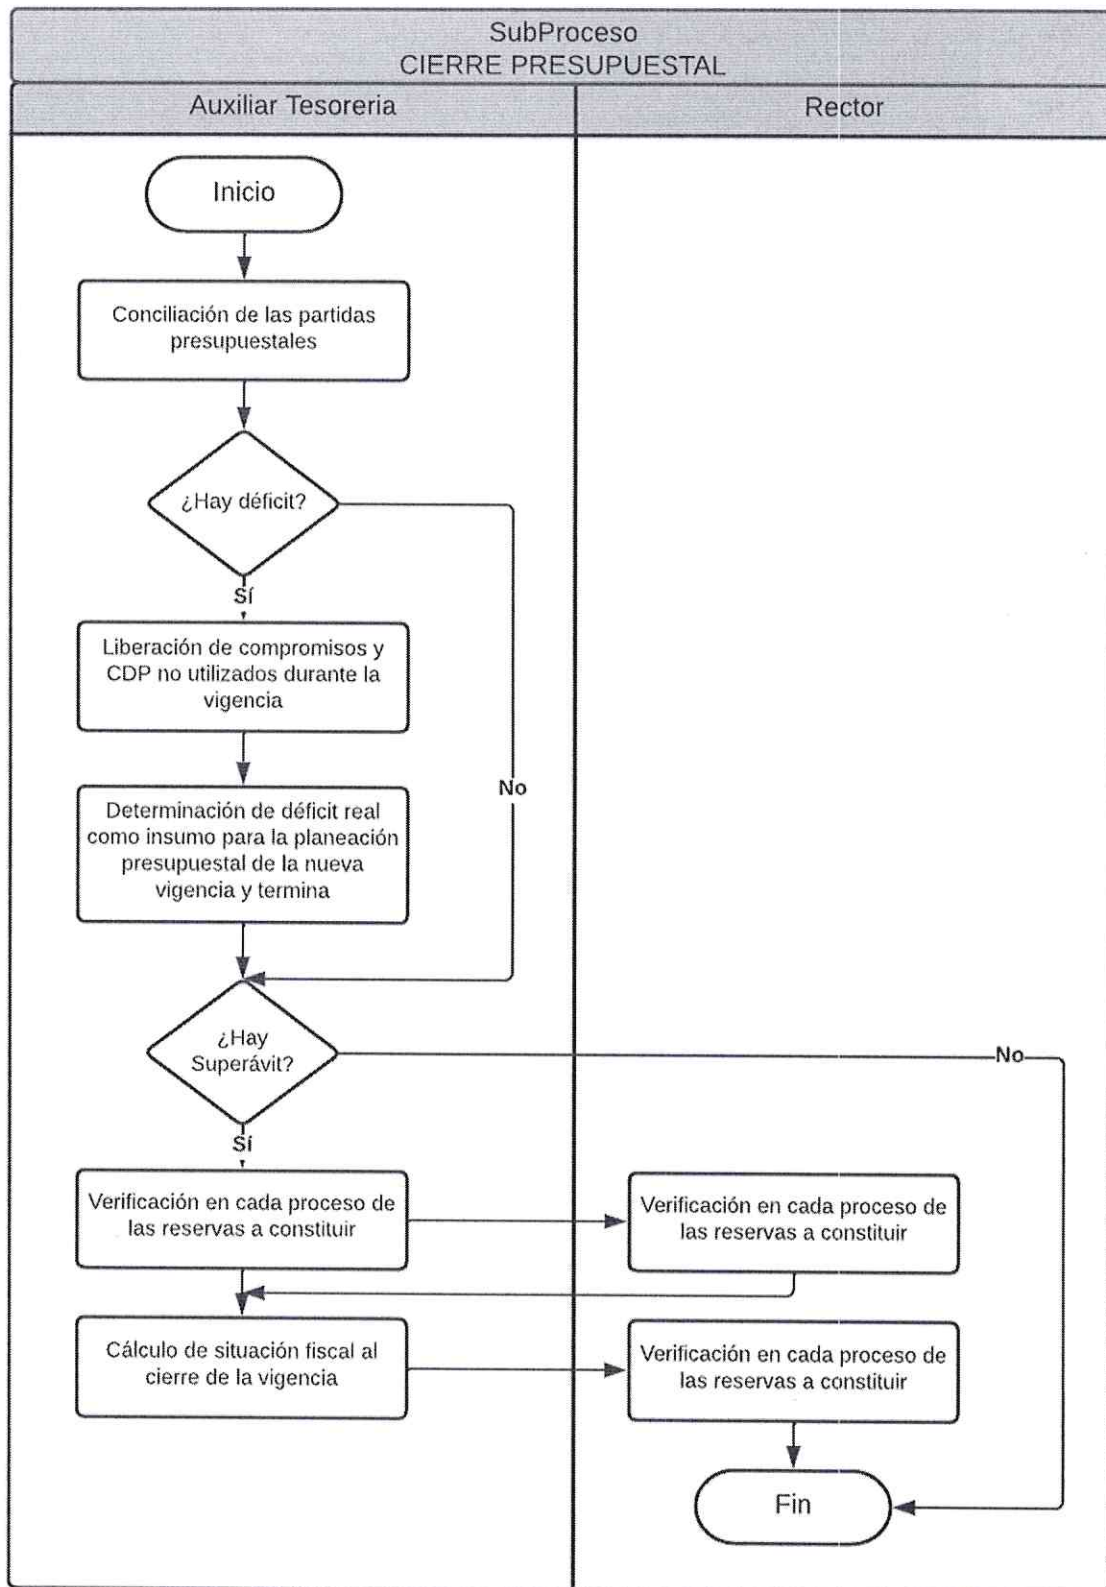 SubProceso
CIERRE PRESUPUESTAL
Auxiliar Tesoreria
Rector
Inicio
Conciliación de las partidas
presupuestales
¿Hay déficit?
Sí
Liberación de compromisos y
CDP no utilizados durante la
vigencia
No
Determinación de déficit real
como insumo para la planeación
presupuestal de la nueva
vigencia y termina
¿Hay
Superávit?
No
Sí
Verificación en cada proceso de
las reservas a constituir
Verificación en cada proceso de
las reservas a constituir
Cálculo de situación fiscal al
cierre de la vigencia
Verificación en cada proceso de
las reservas a constituir
Fin